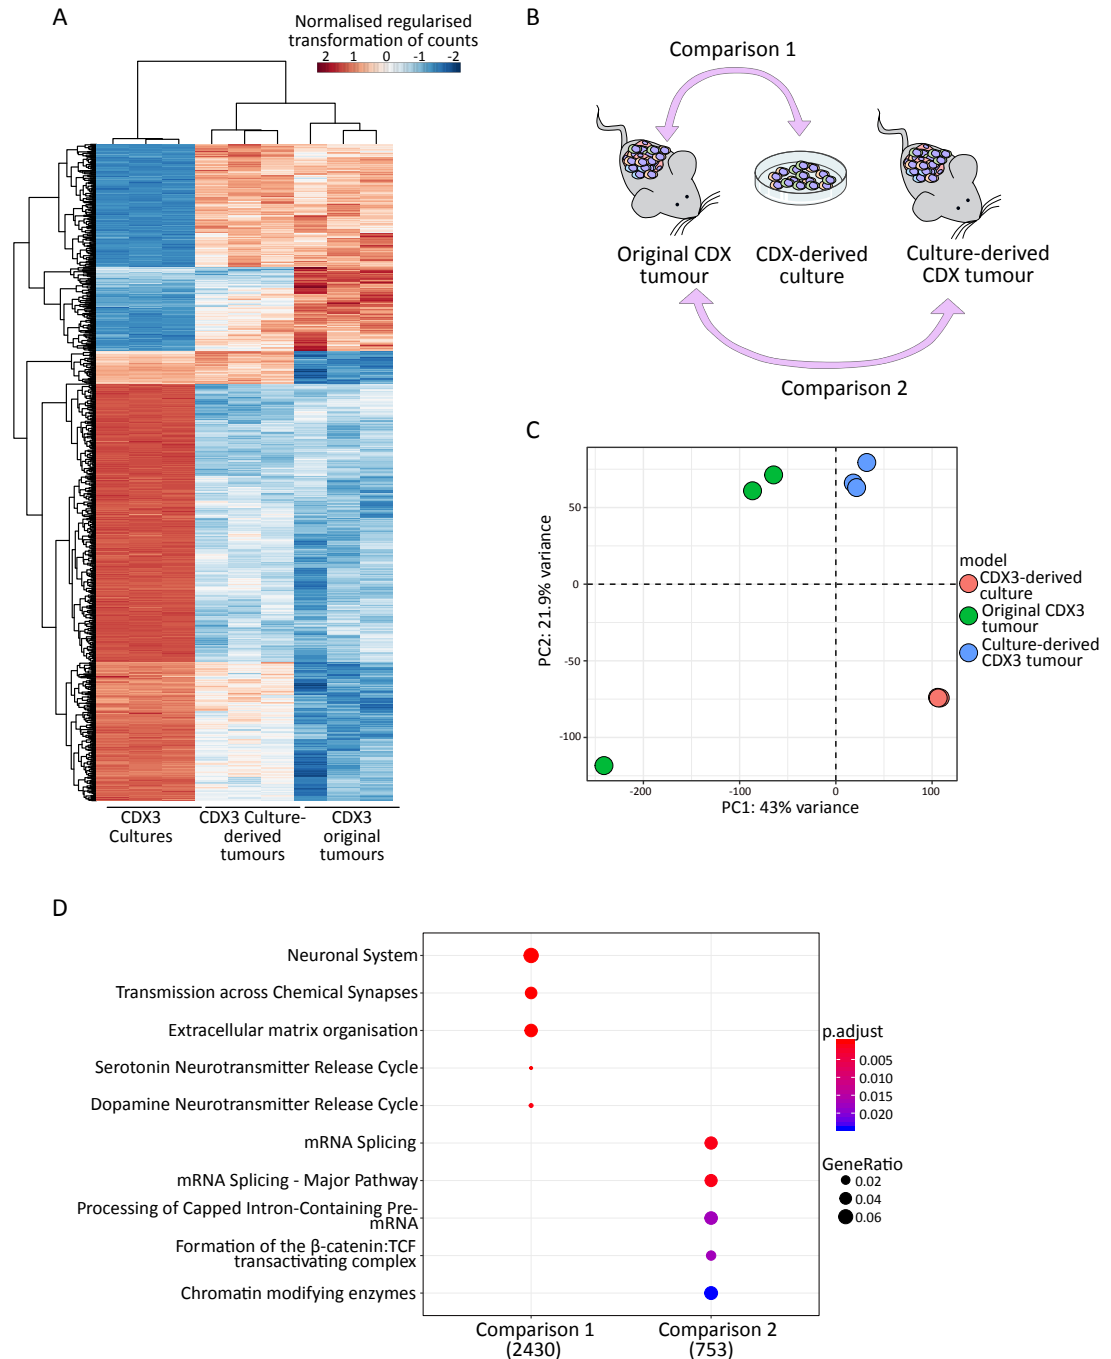 A
Normalised regularised
transformation of counts
2 1 0 -1 -2
CDX3
Cultures
CDX3 Culture-
derived
tumours
CDX3
original
tumours
B
Comparison 1
Original CDX
tumour
CDX-derived
culture
Culture-derived
CDX tumour
Comparison 2
C
PC2: 21.9% variance
50
0
-50
-100
-200 -100 0 100
PC1: 43% variance
model
CDX3-derived
culture
Original CDX3
tumour
Culture-derived
CDX3 tumour
D
Neuronal System
Transmission across Chemical Synapses
Extracellular matrix organisation
Serotonin Neurotransmitter Release Cycle
Dopamine Neurotransmitter Release Cycle
mRNA Splicing
mRNA Splicing - Major Pathway
Processing of Capped Intron-Containing Pre-
mRNA
Formation of the β-catenin:TCF
transactivating complex
Chromatin modifying enzymes
Comparison 1
(2430)
Comparison 2
(753)
p.adjust
0.005
0.010
0.015
0.020
GeneRatio
0.02
0.04
0.06